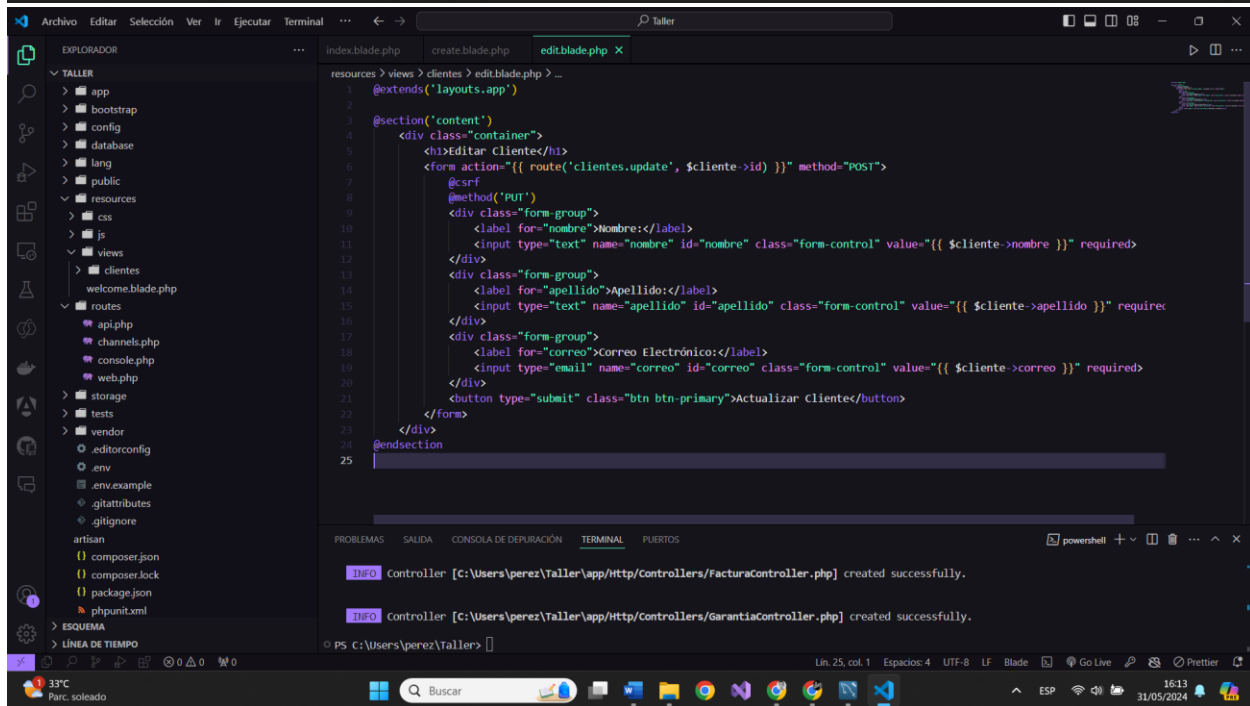 Archivo Editar Selección Ver Ir Ejecutar Terminal ··· Taller
EXPLORADOR ···
index.blade.php create.blade.php edit.blade.php
TALLER
resources > views > clientes > edit.blade.php > ...
app
bootstrap
config
database
lang
public
resources
css
js
views
clientes
welcome.blade.php
routes
api.php
channels.php
console.php
web.php
storage
tests
vendor
.editorconfig
.env
.env.example
.gitattributes
.gitignore
artisan
composer.json
composer.lock
package.json
phpunit.xml
ESQUEMA
LÍNEA DE TIEMPO
1 @extends('layouts.app')
2
3 @section('content')
4 <div class="container">
5 <h1>Editar Cliente</h1>
6 <form action="{{ route('clientes.update', $cliente->id) }}" method="POST">
7 @csrf
8 @method('PUT')
9 <div class="form-group">
10 <label for="nombre">Nombre:</label>
11 <input type="text" name="nombre" id="nombre" class="form-control" value="{{ $cliente->nombre }}" required>
12 </div>
13 <div class="form-group">
14 <label for="apellido">Apellido:</label>
15 <input type="text" name="apellido" id="apellido" class="form-control" value="{{ $cliente->apellido }}" required
16 </div>
17 <div class="form-group">
18 <label for="correo">Correo Electrónico:</label>
19 <input type="email" name="correo" id="correo" class="form-control" value="{{ $cliente->correo }}" required>
20 </div>
21 <button type="submit" class="btn btn-primary">Actualizar Cliente</button>
22 </form>
23 </div>
24 @endsection
25
PROBLEMAS SALIDA CONSOLA DE DEPURACIÓN TERMINAL PUERTOS powershell
INFO Controller [C:\Users\perez\Taller\app/Http/Controllers/FacturaController.php] created successfully.
INFO Controller [C:\Users\perez\Taller\app/Http/Controllers/GarantiaController.php] created successfully.
PS C:\Users\perez\Taller>
0 0 0 Lín. 25, col. 1 Espacios: 4 UTF-8 LF Blade Go Live Prettier
1 33°C
Parc. soleado
Buscar
ESP
16:13
31/05/2024